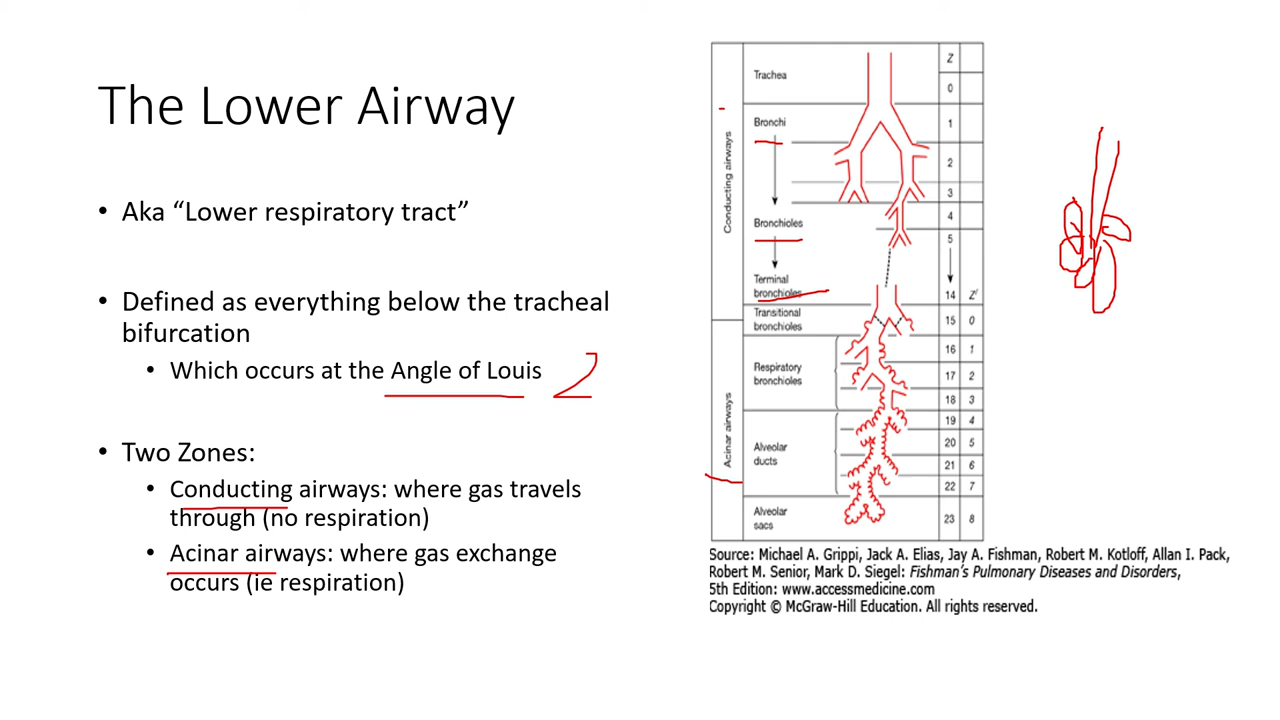 The Lower Airway
• Aka “Lower respiratory tract”
• Defined as everything below the tracheal
bifurcation
• Which occurs at the Angle of Louis 2
• Two Zones:
• Conducting airways: where gas travels
through (no respiration)
• Acinar airways: where gas exchange
occurs (ie respiration)
Conducting airways
Acinar airways
Z
Trachea 0
Bronchi 1
2
3
Bronchioles 4
5
Terminal
bronchioles 14 Z'
Transitional
bronchioles 15 0
16 1
Respiratory
bronchioles 17 2
18 3
19 4
Alveolar
ducts 20 5
21 6
22 7
Alveolar
sacs 23 8
Source: Michael A. Grippi, Jack A. Elias, Jay A. Fishman, Robert M. Kotloff, Allan I. Pack,
Robert M. Senior, Mark D. Siegel: Fishman's Pulmonary Diseases and Disorders,
5th Edition: www.accessmedicine.com
Copyright © McGraw-Hill Education. All rights reserved.